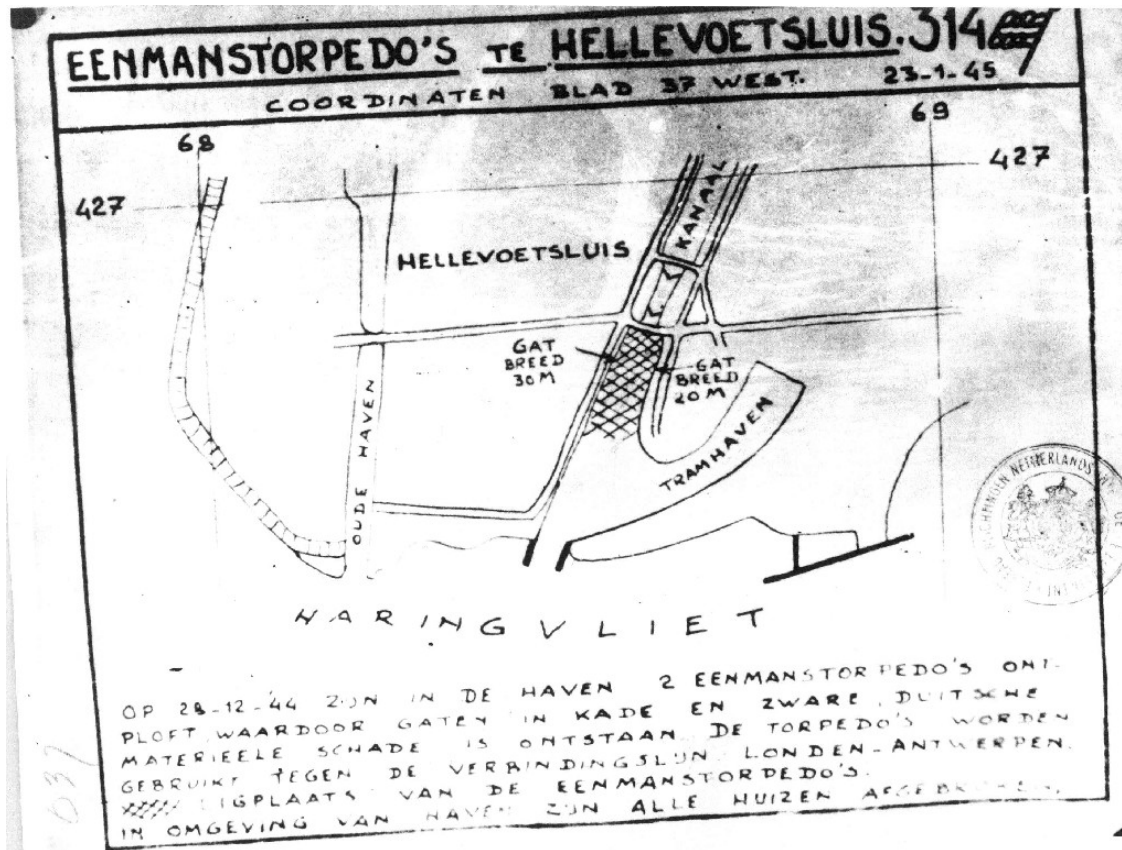 EENMANSTORPEDO'S TE HELLEVOETSLUIS. 314
COORDINATEN BLAD 37 WEST. 23-1-45
68
69
427
427
KANAAL
HELLEVOETSLUIS
GAT
BREED
30 M
GAT
BREED
20 M
OUDE HAVEN
TRAMHAVEN
HARINGVLIET
OP 28-12-'44 ZIJN IN DE HAVEN 2 EENMANSTORPEDO'S ONT-
PLOFT WAARDOOR GATEN IN KADE EN ZWARE DUITSCHE
MATERIEELE SCHADE IS ONTSTAAN. DE TORPEDO'S WORDEN
GEBRUIKT TEGEN DE VERBINDINGSLIJN LONDEN-ANTWERPEN.
LIGPLAATS VAN DE EENMANSTORPEDO'S.
IN OMGEVING VAN HAVEN ZIJN ALLE HUIZEN AFGEBROKEN.